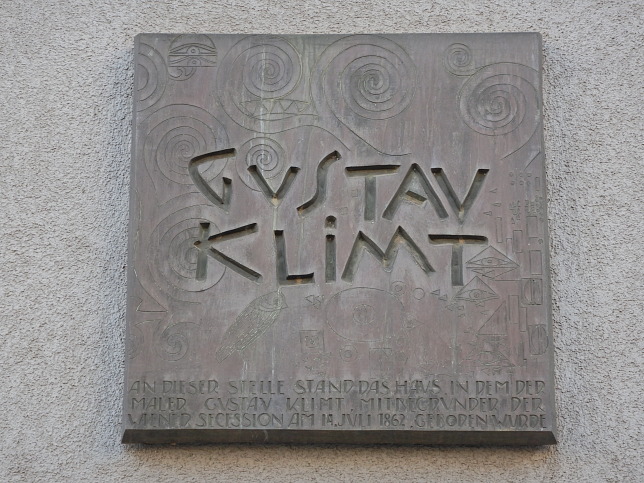 GUSTAV
KLiMT
AN DIESER STELLE STAND DAS HAUS IN DEM DER
MALER GUSTAV KLIMT, MITBEGRÜNDER DER
WIENER SECESSION AM 14. JULI 1862 GEBOREN WURDE